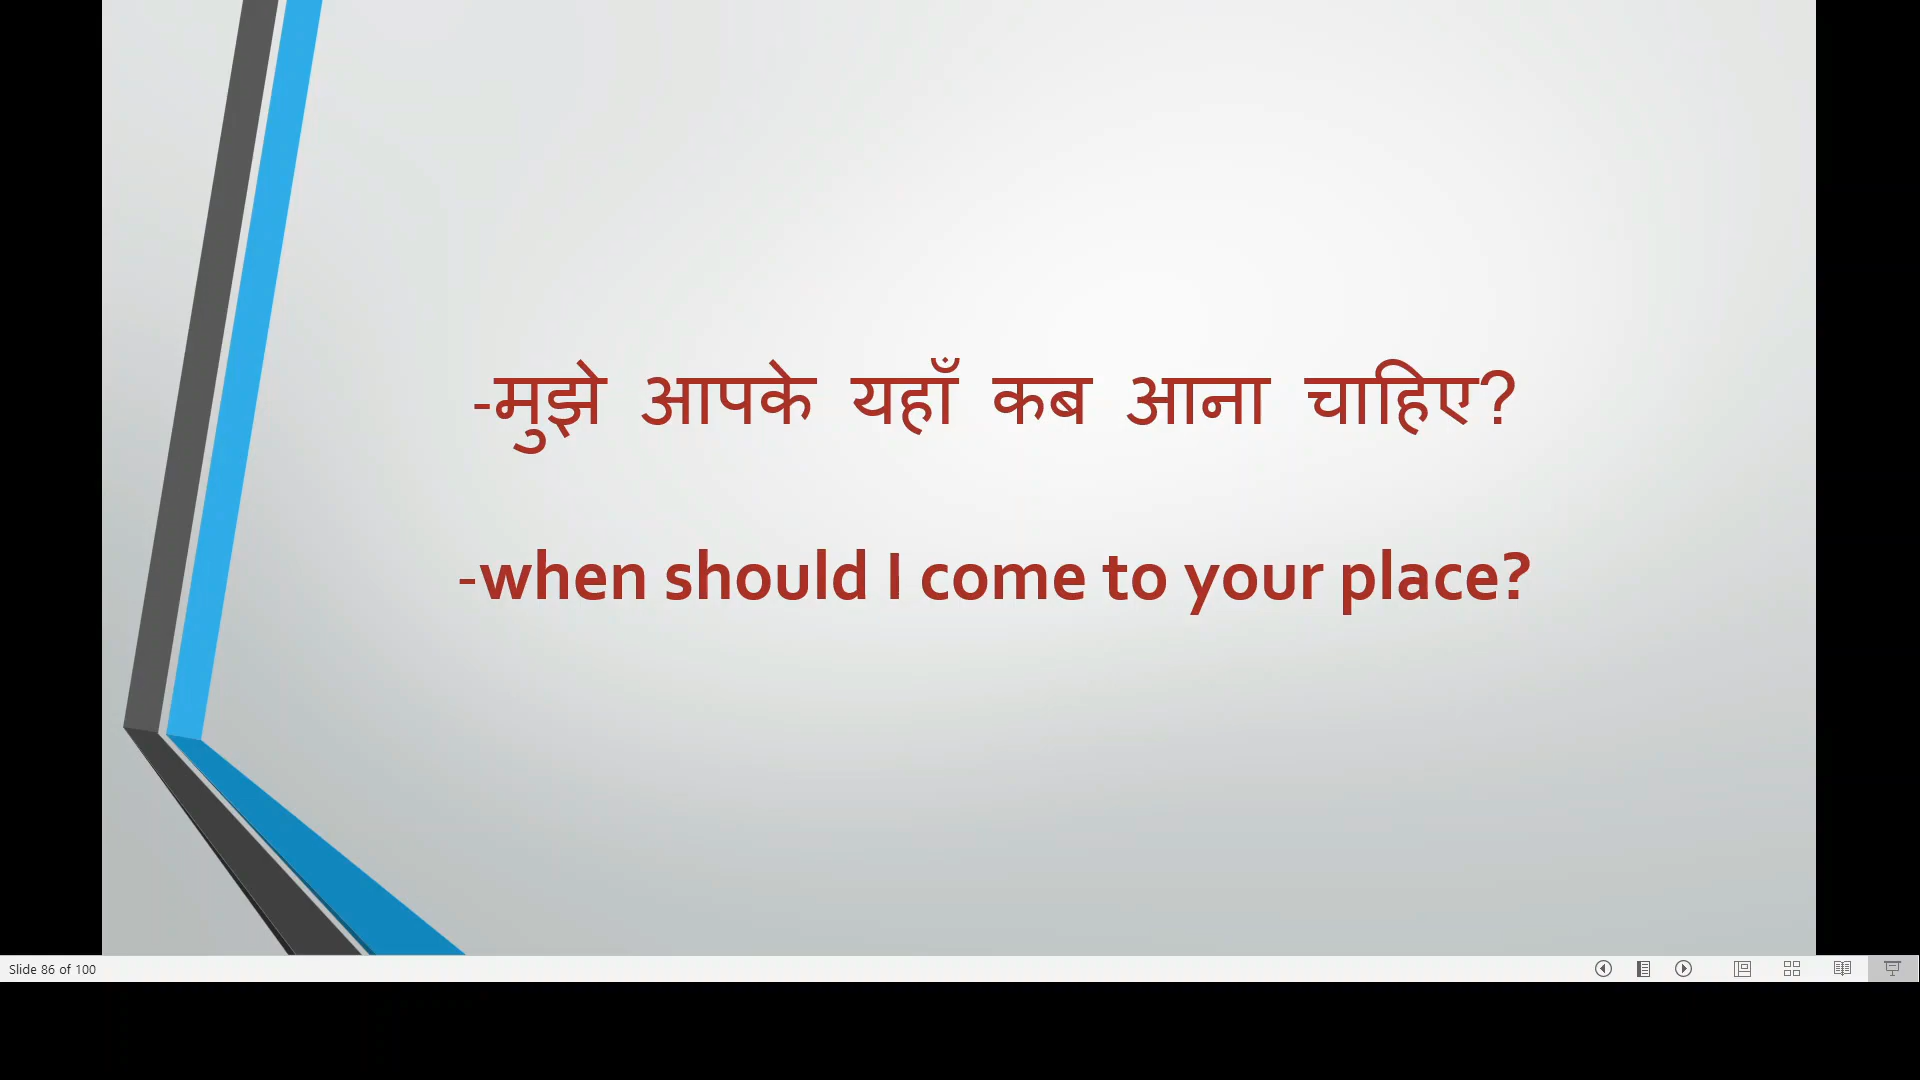 -मुझे आपके यहाँ कब आना चाहिए?
-when should I come to your place?
Slide 86 of 100